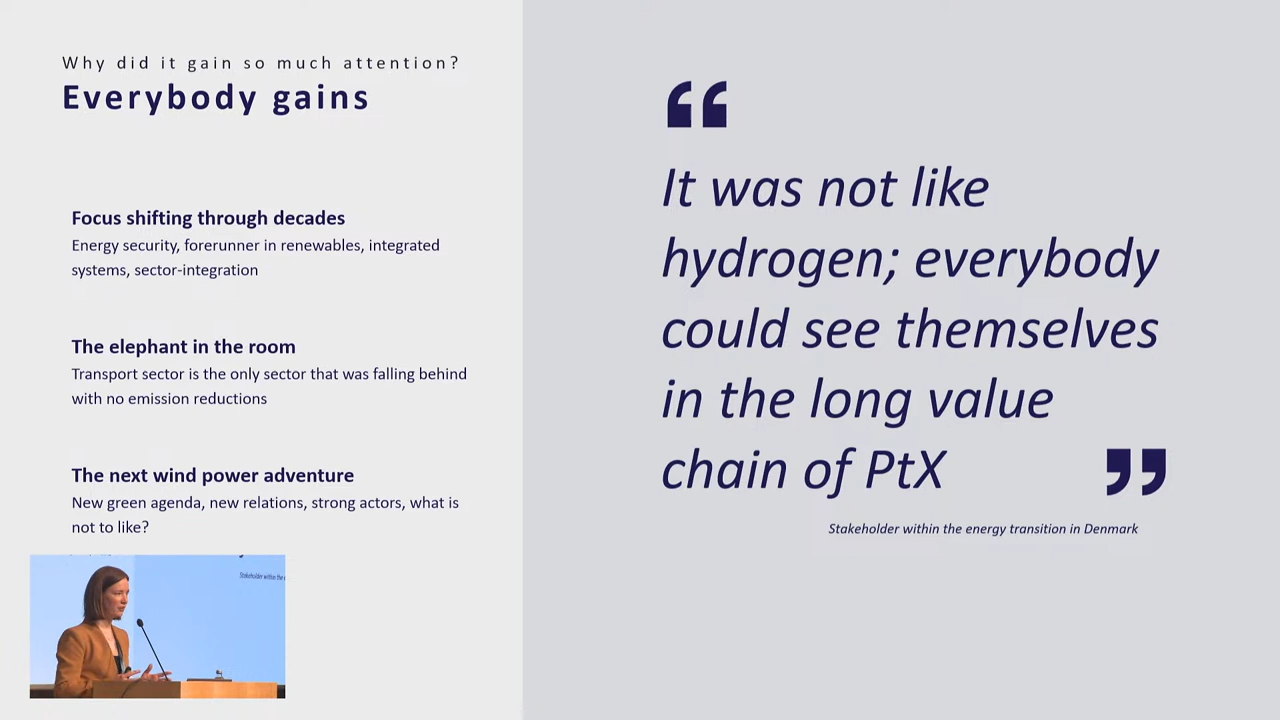 Why did it gain so much attention?
Everybody gains
Focus shifting through decades
Energy security, forerunner in renewables, integrated
systems, sector-integration
The elephant in the room
Transport sector is the only sector that was falling behind
with no emission reductions
The next wind power adventure
New green agenda, new relations, strong actors, what is
not to like?
“
It was not like
hydrogen; everybody
could see themselves
in the long value
chain of PtX ”
Stakeholder within the energy transition in Denmark
Stakeholder within the